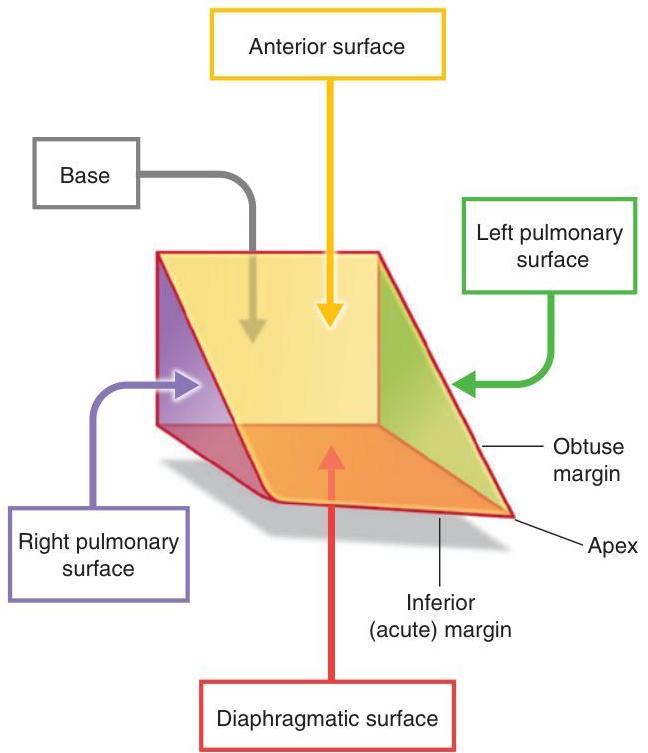 Anterior surface
Base
Left pulmonary
surface
Obtuse
margin
Right pulmonary
surface
Apex
Inferior
(acute) margin
Diaphragmatic surface